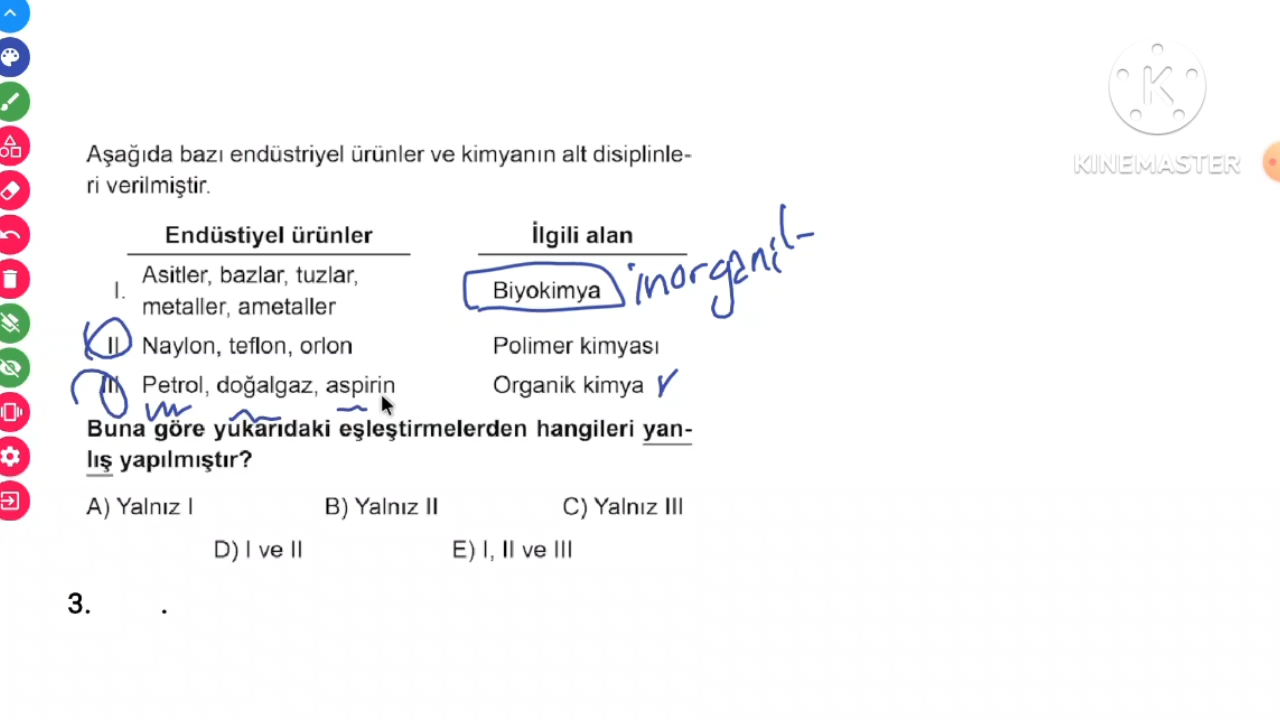 KINEMASTER
Aşağıda bazı endüstriyel ürünler ve kimyanın alt disiplinle-
ri verilmiştir.
Endüstiyel ürünler İlgili alan
I. Asitler, bazlar, tuzlar, metaller, ametaller Biyokimya inorganik
II Naylon, teflon, orlon Polimer kimyası
III Petrol, doğalgaz, aspirin Organik kimya
Buna göre yukarıdaki eşleştirmelerden hangileri yan-
lış yapılmıştır?
A) Yalnız I B) Yalnız II C) Yalnız III
D) I ve II E) I, II ve III
3. .